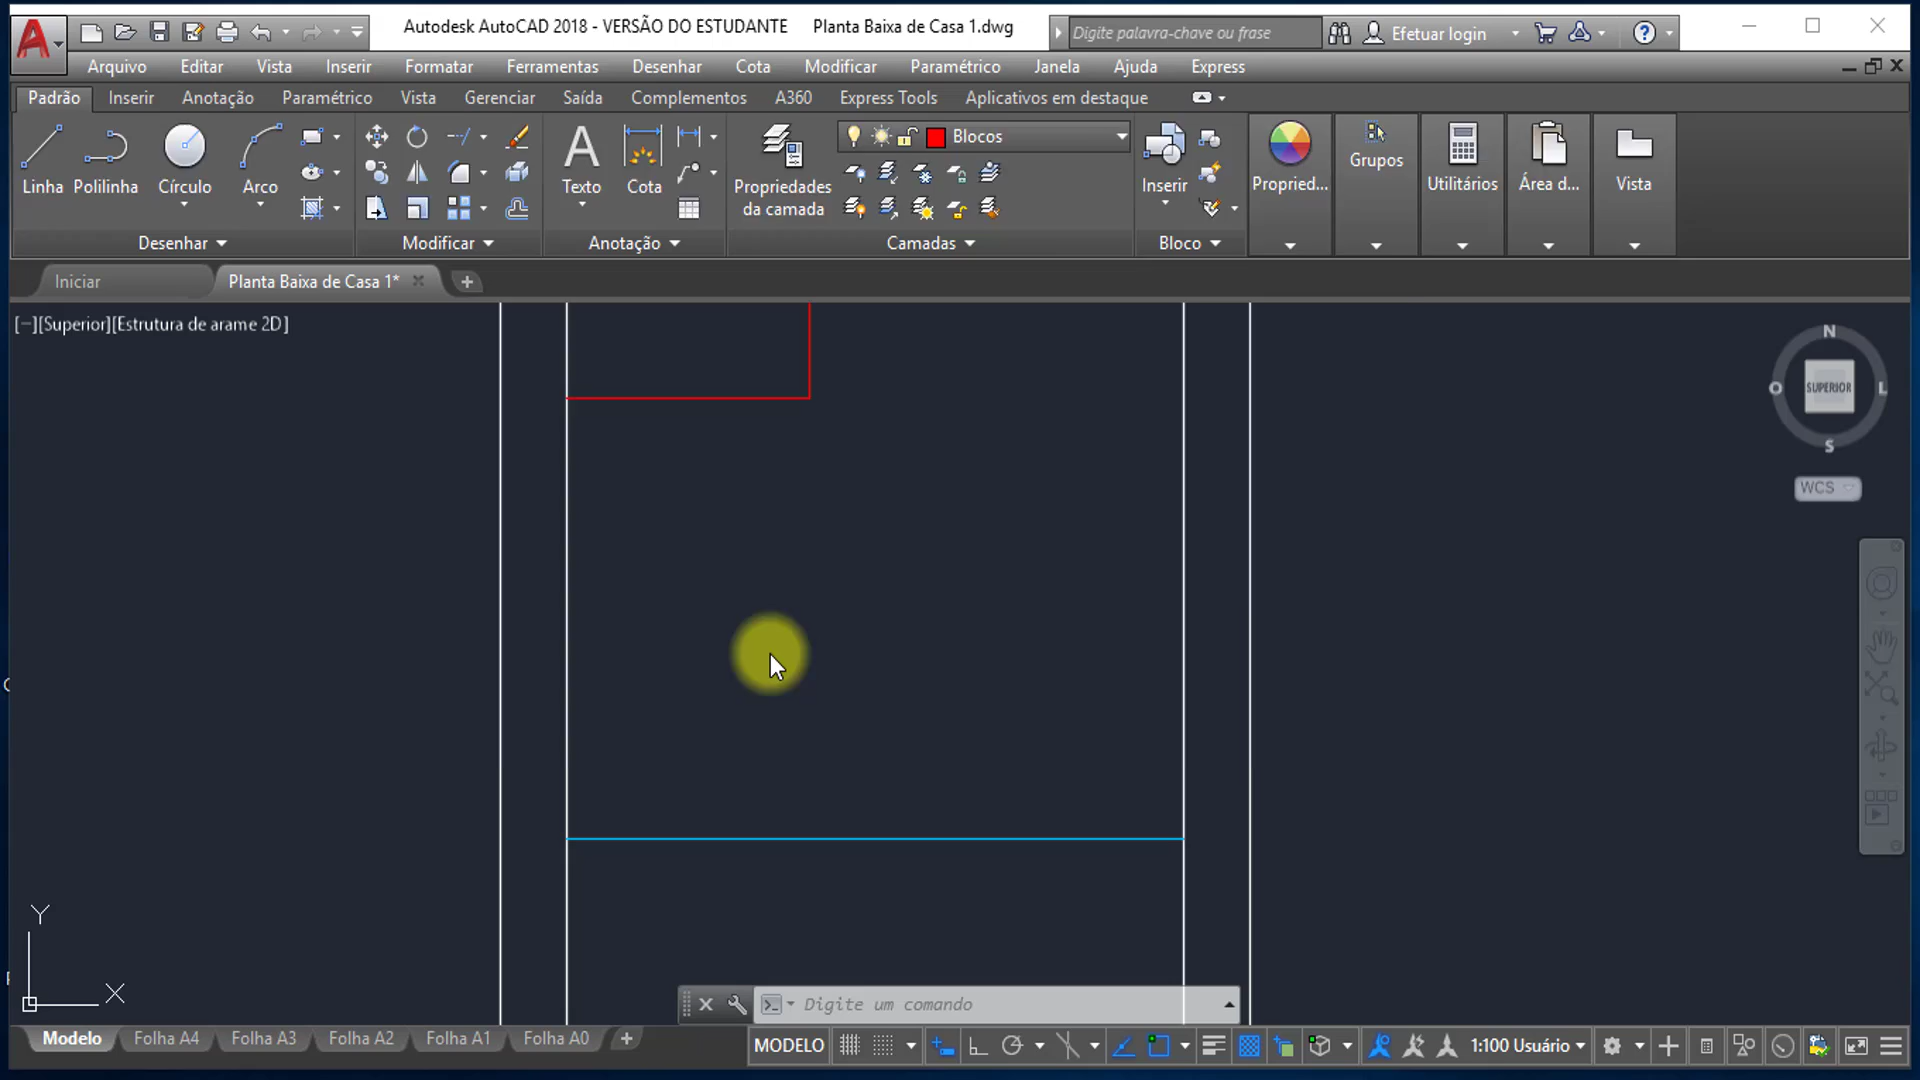 Autodesk AutoCAD 2018 - VERSÃO DO ESTUDANTE Planta Baixa de Casa 1.dwg
Digite palavra-chave ou frase
Efetuar login
Arquivo Editar Vista Inserir Formatar Ferramentas Desenhar Cota Modificar Paramétrico Janela Ajuda Express
Padrão Inserir Anotação Paramétrico Vista Gerenciar Saída Complementos A360 Express Tools Aplicativos em destaque
Blocos
Linha Polilinha Círculo Arco
Texto Cota
Propriedades
da camada
Inserir
Propried...
Grupos
Utilitários
Área d...
Vista
Desenhar Modificar Anotação Camadas Bloco
Iniciar Planta Baixa de Casa 1*
[−][Superior][Estrutura de arame 2D]
N
O SUPERIOR L
S
WCS
Y
X
Digite um comando
Modelo Folha A4 Folha A3 Folha A2 Folha A1 Folha A0
MODELO
1:100 Usuário